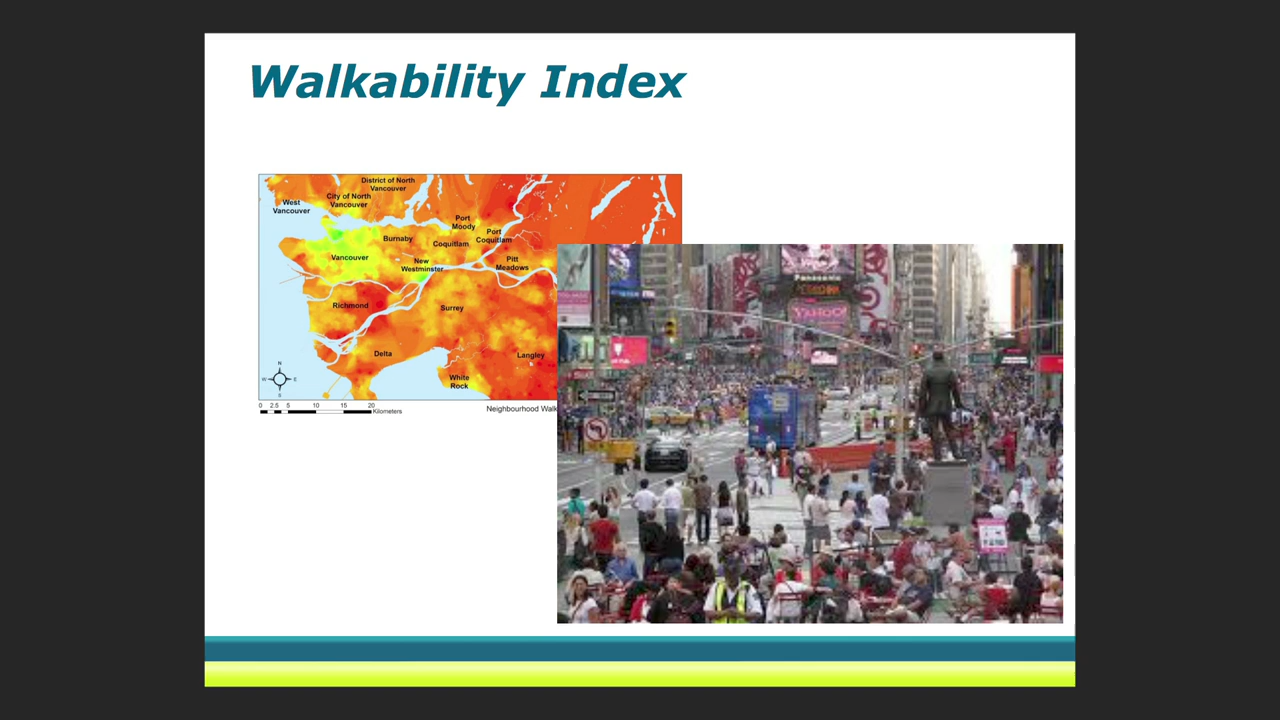 Walkability Index
District of North
Vancouver
City of North
Vancouver
West
Vancouver
Port
Moody
Port
Coquitlam
Burnaby
Coquitlam
Vancouver
New
Westminster
Pitt
Meadows
Richmond
Surrey
Delta
Langley
White
Rock
N
W
E
S
0 2.5 5 10 15 20
Kilometers
Neighbourhood Walk
Panasonic
YAHOO!